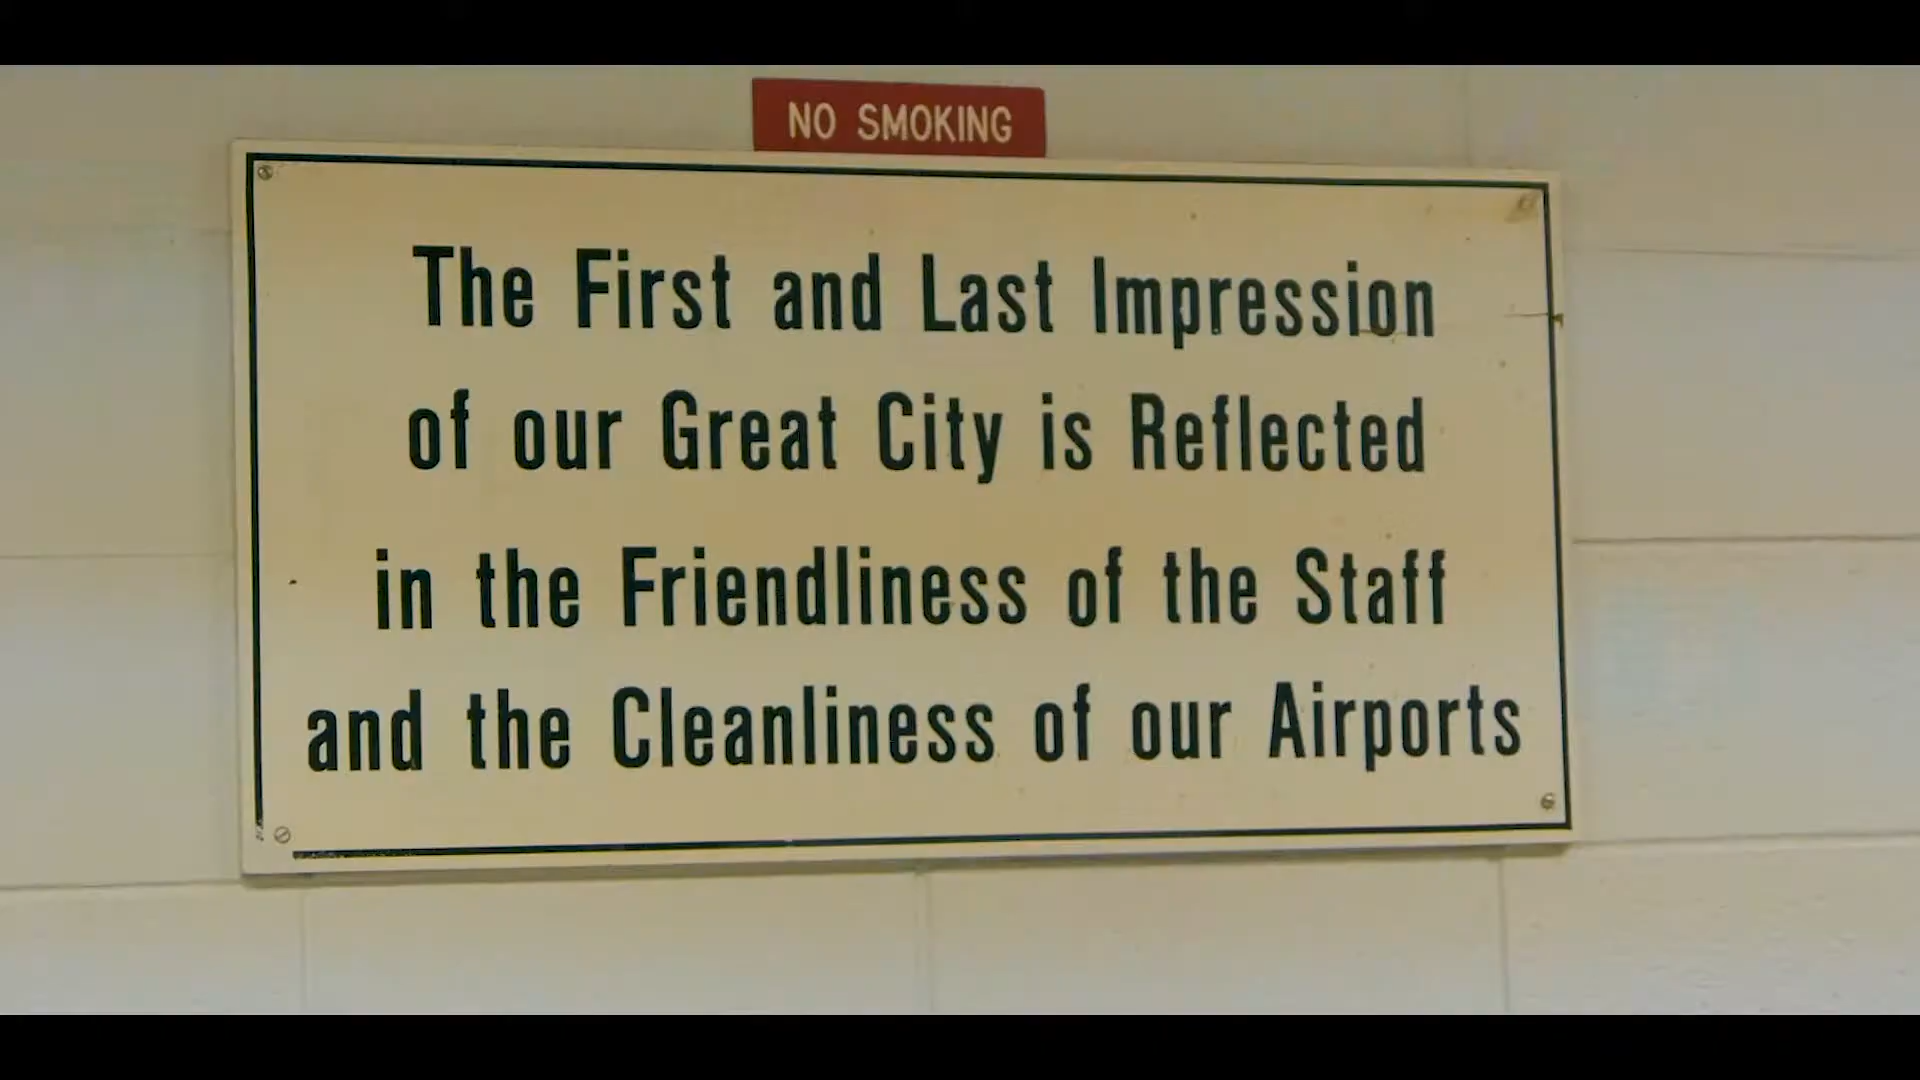 NO SMOKING
The First and Last Impression
of our Great City is Reflected
in the Friendliness of the Staff
and the Cleanliness of our Airports